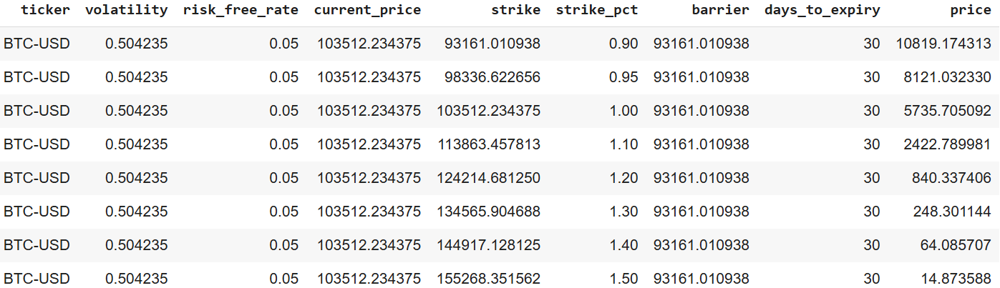 ticker volatility risk_free_rate current_price strike strike_pct barrier days_to_expiry price
BTC-USD 0.504235 0.05 103512.234375 93161.010938 0.90 93161.010938 30 10819.174313
BTC-USD 0.504235 0.05 103512.234375 98336.622656 0.95 93161.010938 30 8121.032330
BTC-USD 0.504235 0.05 103512.234375 103512.234375 1.00 93161.010938 30 5735.705092
BTC-USD 0.504235 0.05 103512.234375 113863.457813 1.10 93161.010938 30 2422.789981
BTC-USD 0.504235 0.05 103512.234375 124214.681250 1.20 93161.010938 30 840.337406
BTC-USD 0.504235 0.05 103512.234375 134565.904688 1.30 93161.010938 30 248.301144
BTC-USD 0.504235 0.05 103512.234375 144917.128125 1.40 93161.010938 30 64.085707
BTC-USD 0.504235 0.05 103512.234375 155268.351562 1.50 93161.010938 30 14.873588